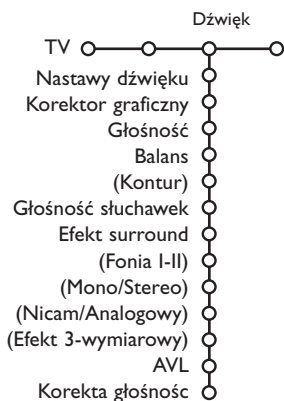 Dźwięk
TV
Nastawy dźwięku
Korektor graficzny
Głośność
Balans
(Kontur)
Głośność słuchawek
Efekt surround
(Fonia I-II)
(Mono/Stereo)
(Nicam/Analogowy)
(Efekt 3-wymiarowy)
AVL
Korekta głośnośc